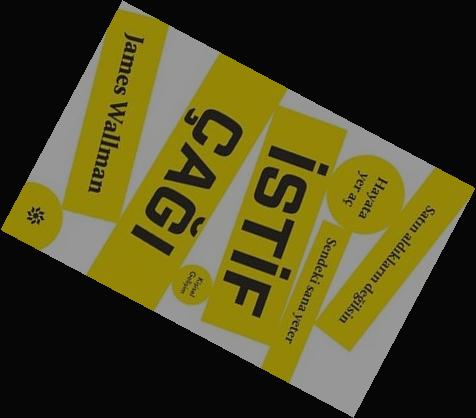 Satın aldıkların değilsin
Hayata
yer aç
Sendeki sana yeter
İSTİF
ÇAĞI
Kişisel
Gelişim
James Wallman